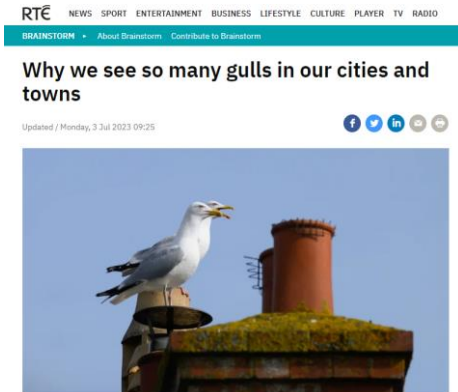 RTÉ NEWS SPORT ENTERTAINMENT BUSINESS LIFESTYLE CULTURE PLAYER TV RADIO
BRAINSTORM About Brainstorm Contribute to Brainstorm
Why we see so many gulls in our cities and
towns
Updated / Monday, 3 Jul 2023 09:25